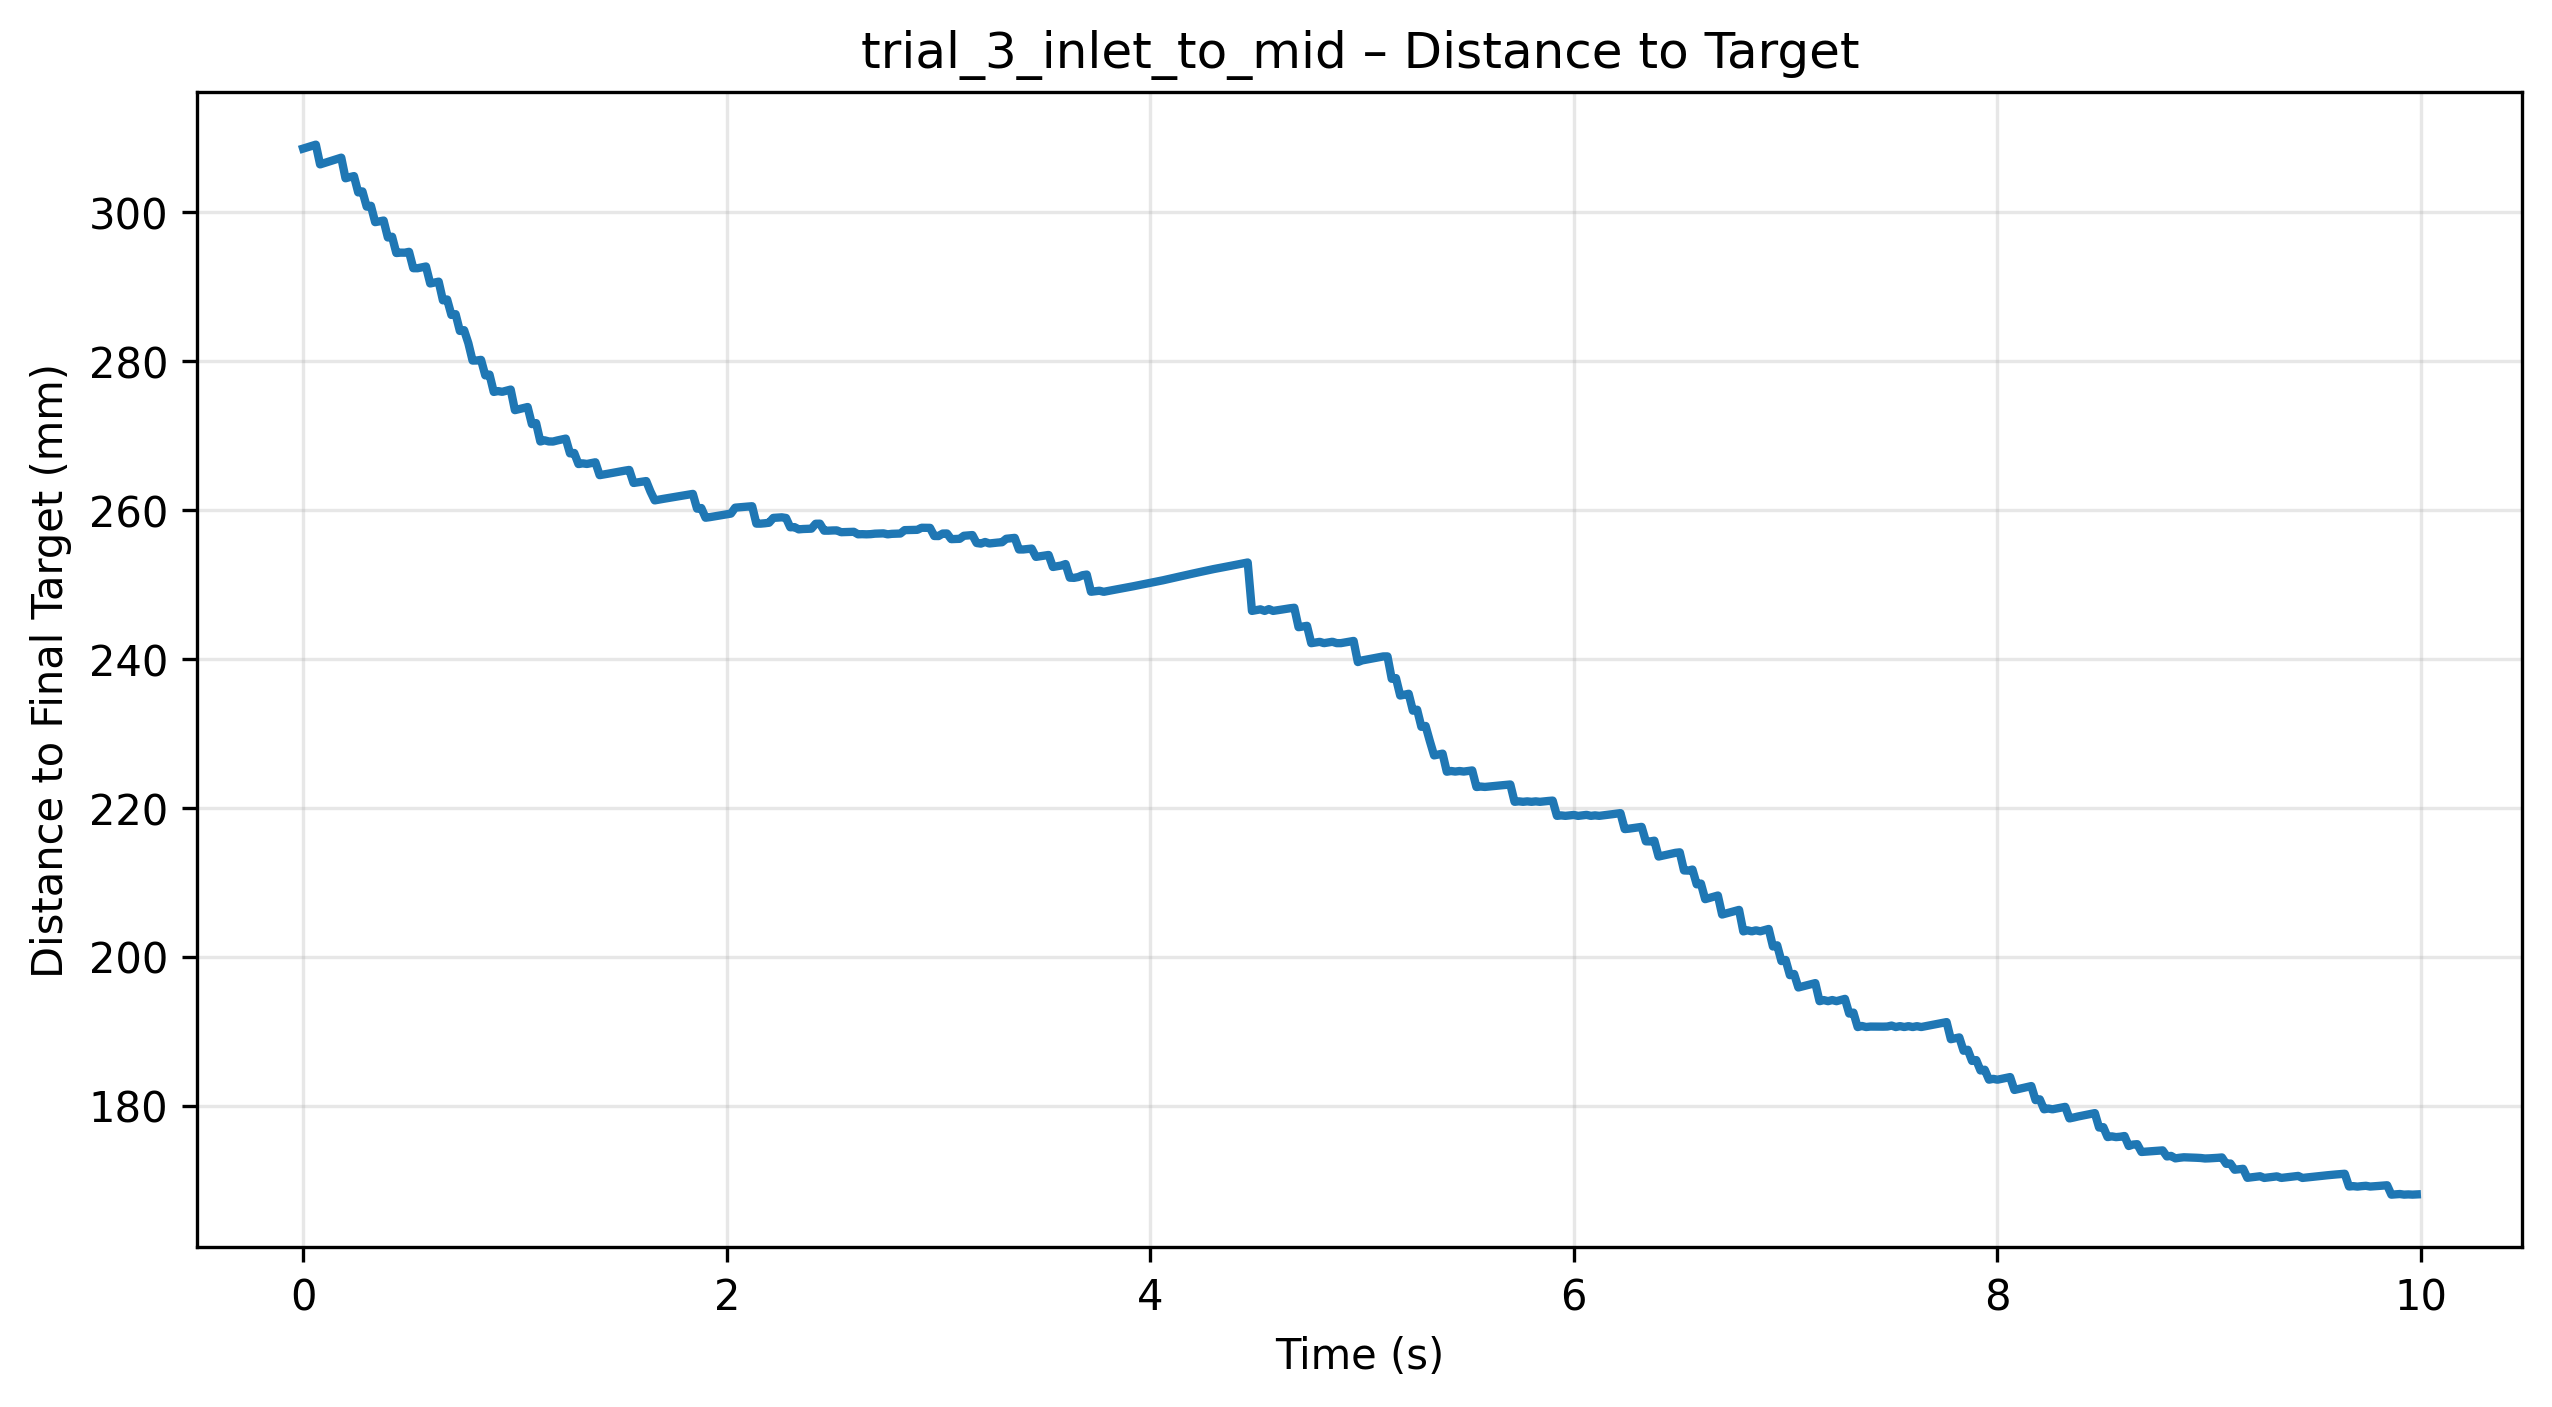 trial_3_inlet_to_mid – Distance to Target
Distance to Final Target (mm)
300
280
260
240
220
200
180
0 2 4 6 8 10
Time (s)